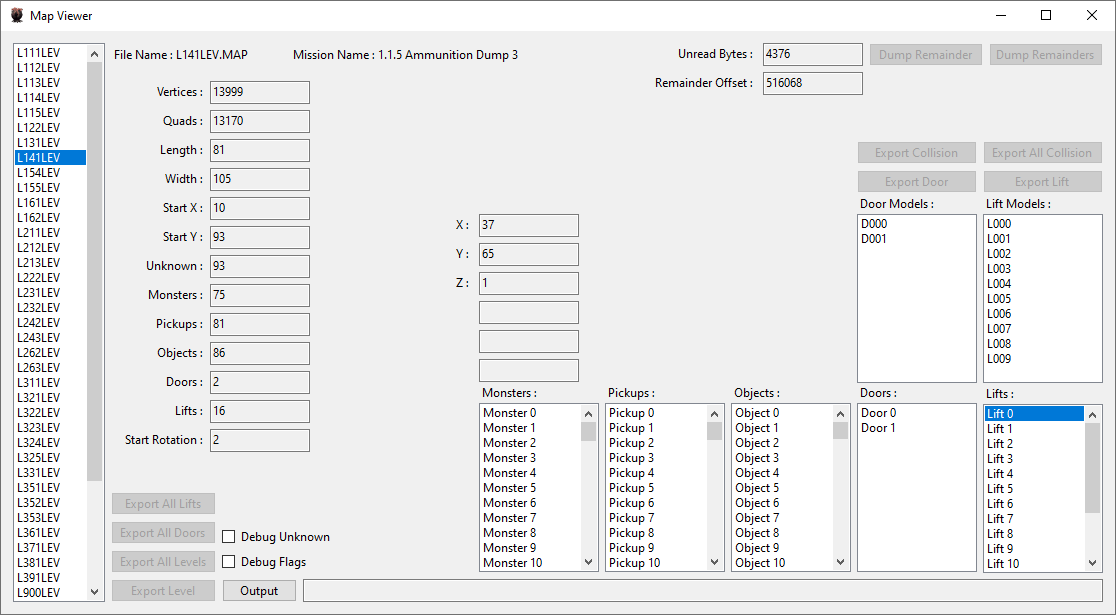 Map Viewer
L111LEV
L112LEV
L113LEV
L114LEV
L115LEV
L122LEV
L131LEV
L141LEV
L154LEV
L155LEV
L161LEV
L162LEV
L211LEV
L212LEV
L213LEV
L222LEV
L231LEV
L232LEV
L242LEV
L243LEV
L262LEV
L263LEV
L311LEV
L321LEV
L322LEV
L323LEV
L324LEV
L325LEV
L331LEV
L351LEV
L352LEV
L353LEV
L361LEV
L371LEV
L381LEV
L391LEV
L900LEV
File Name : L141LEV.MAP
Mission Name : 1.1.5 Ammunition Dump 3
Unread Bytes : 4376
Dump Remainder
Dump Remainders
Remainder Offset : 516068
Vertices : 13999
Quads : 13170
Length : 81
Width : 105
Start X : 10
Start Y : 93
Unknown : 93
Monsters : 75
Pickups : 81
Objects : 86
Doors : 2
Lifts : 16
Start Rotation : 2
X : 37
Y : 65
Z : 1
Export Collision
Export All Collision
Export Door
Export Lift
Door Models :
D000
D001
Lift Models :
L000
L001
L002
L003
L004
L005
L006
L007
L008
L009
Monsters :
Monster 0
Monster 1
Monster 2
Monster 3
Monster 4
Monster 5
Monster 6
Monster 7
Monster 8
Monster 9
Monster 10
Pickups :
Pickup 0
Pickup 1
Pickup 2
Pickup 3
Pickup 4
Pickup 5
Pickup 6
Pickup 7
Pickup 8
Pickup 9
Pickup 10
Objects :
Object 0
Object 1
Object 2
Object 3
Object 4
Object 5
Object 6
Object 7
Object 8
Object 9
Object 10
Doors :
Door 0
Door 1
Lifts :
Lift 0
Lift 1
Lift 2
Lift 3
Lift 4
Lift 5
Lift 6
Lift 7
Lift 8
Lift 9
Lift 10
Export All Lifts
Export All Doors
Debug Unknown
Export All Levels
Debug Flags
Export Level
Output